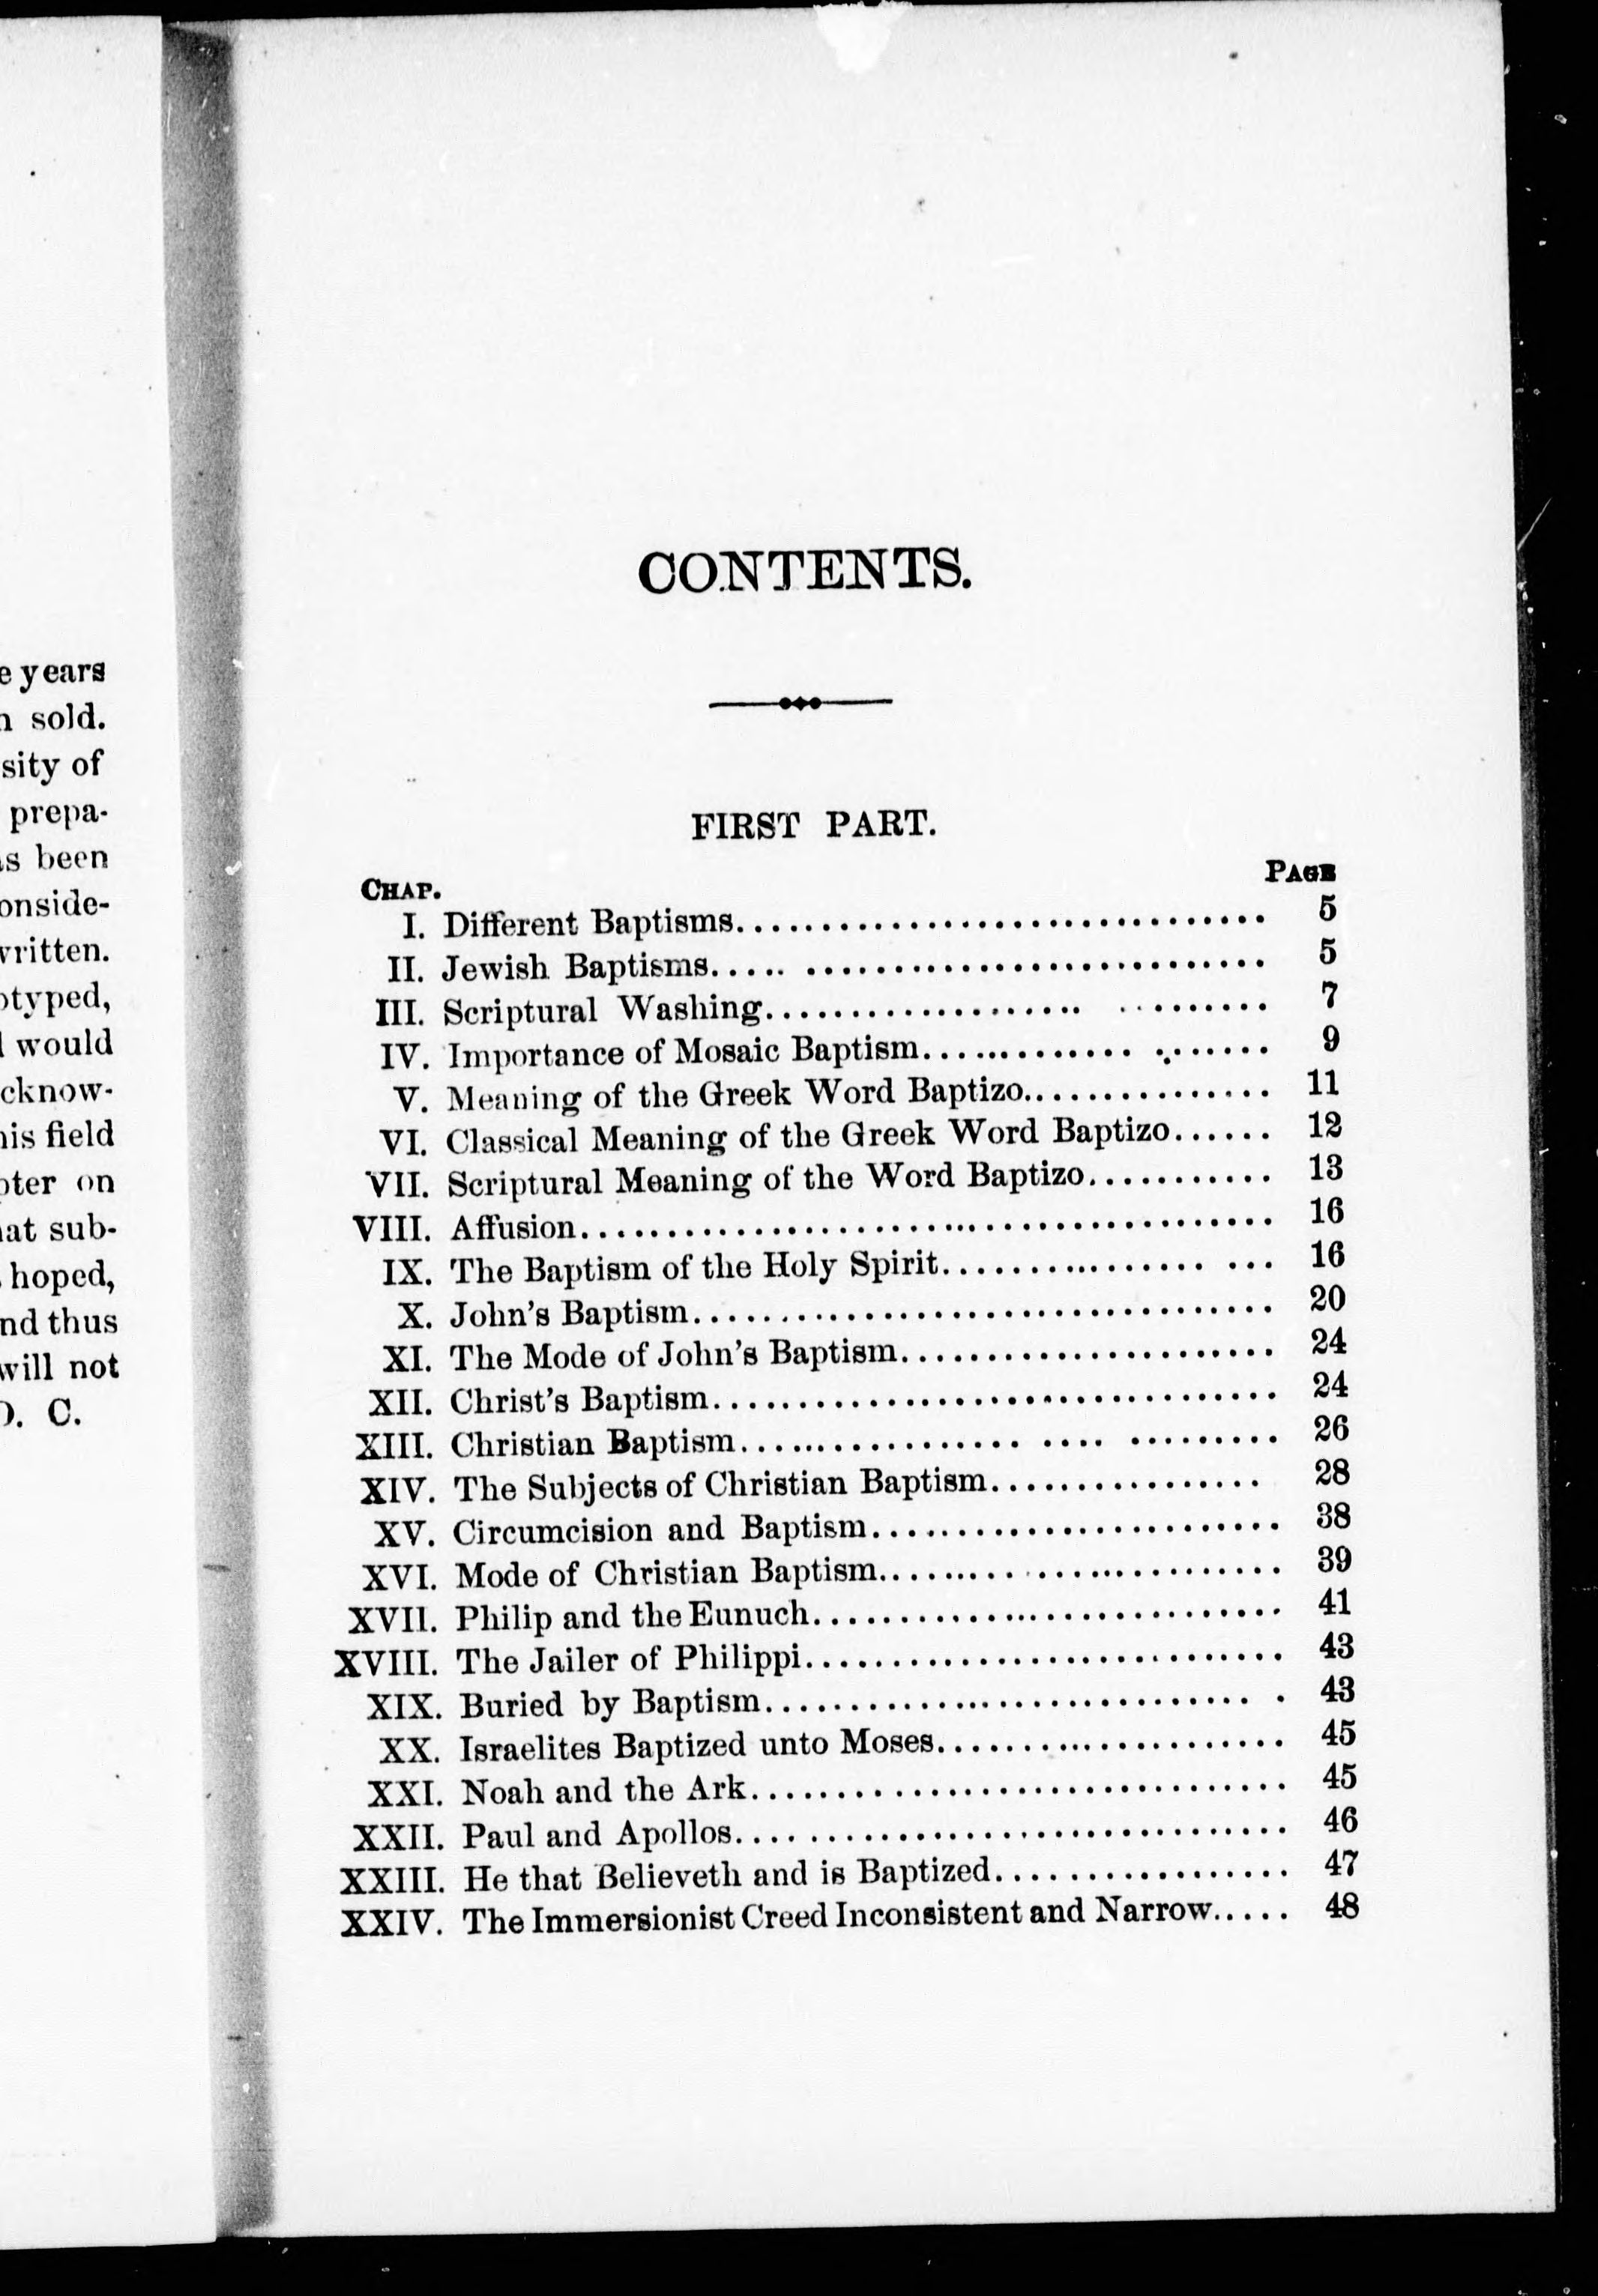 years
sold.
sity of
prepa-
been
onside-
written.
otyped,
would
cknow-
his field
on
sub-
hoped,
thus
will not
C.
CONTENTS.
FIRST PART.
CHAP. PAGE
I. Different Baptisms.............................. 5
II. Jewish Baptisms..... ........................... 5
III. Scriptural Washing.................... ......... 7
IV. Importance of Mosaic Baptism.............. ....... 9
V. Meaning of the Greek Word Baptizo............... 11
VI. Classical Meaning of the Greek Word Baptizo...... 12
VII. Scriptural Meaning of the Word Baptizo........... 13
VIII. Affusion........................................ 16
IX. The Baptism of the Holy Spirit................ ... 16
X. John's Baptism.................................. 20
XI. The Mode of John's Baptism...................... 24
XII. Christ's Baptism................................. 24
XIII. Christian Baptism................. .... ......... 26
XIV. The Subjects of Christian Baptism................ 28
XV. Circumcision and Baptism........................ 38
XVI. Mode of Christian Baptism........................ 39
XVII. Philip and the Eunuch............................ 41
XVIII. The Jailer of Philippi............................ 43
XIX. Buried by Baptism............................. . 43
XX. Israelites Baptized unto Moses..................... 45
XXI. Noah and the Ark................................ 45
XXII. Paul and Apollos................................. 46
XXIII. He that Believeth and is Baptized................. 47
XXIV. The Immersionist Creed Inconsistent and Narrow..... 48